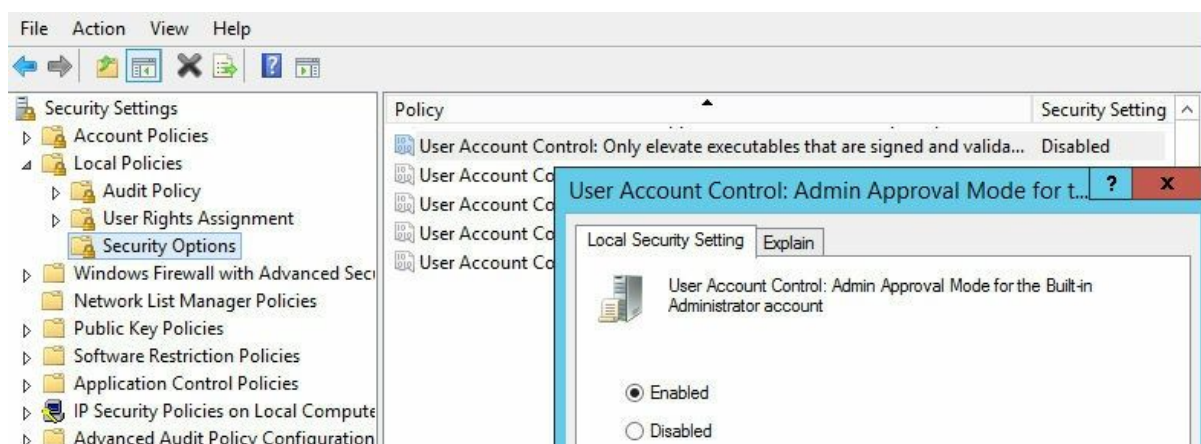 File Action View Help
Security Settings
Account Policies
Local Policies
Audit Policy
User Rights Assignment
Security Options
Windows Firewall with Advanced Secu
Network List Manager Policies
Public Key Policies
Software Restriction Policies
Application Control Policies
IP Security Policies on Local Compute
Advanced Audit Policy Configuration
Policy Security Setting
User Account Control: Only elevate executables that are signed and valida... Disabled
User Account Co
User Account Co
User Account Co
User Account Co
User Account Control: Admin Approval Mode for t... ? x
Local Security Setting Explain
User Account Control: Admin Approval Mode for the Built-in
Administrator account
Enabled
Disabled